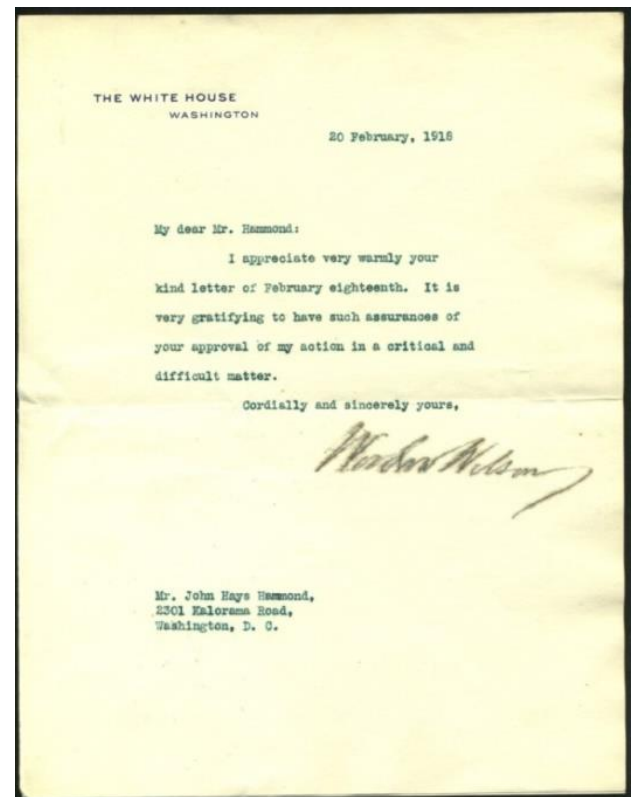 THE WHITE HOUSE
WASHINGTON
20 February, 1918
My dear Mr. Hammond:
I appreciate very warmly your
kind letter of February eighteenth. It is
very gratifying to have such assurances of
your approval of my action in a critical and
difficult matter.
Cordially and sincerely yours,
Woodrow Wilson
Mr. John Hays Hammond,
2301 Kalorama Road,
Washington, D. C.